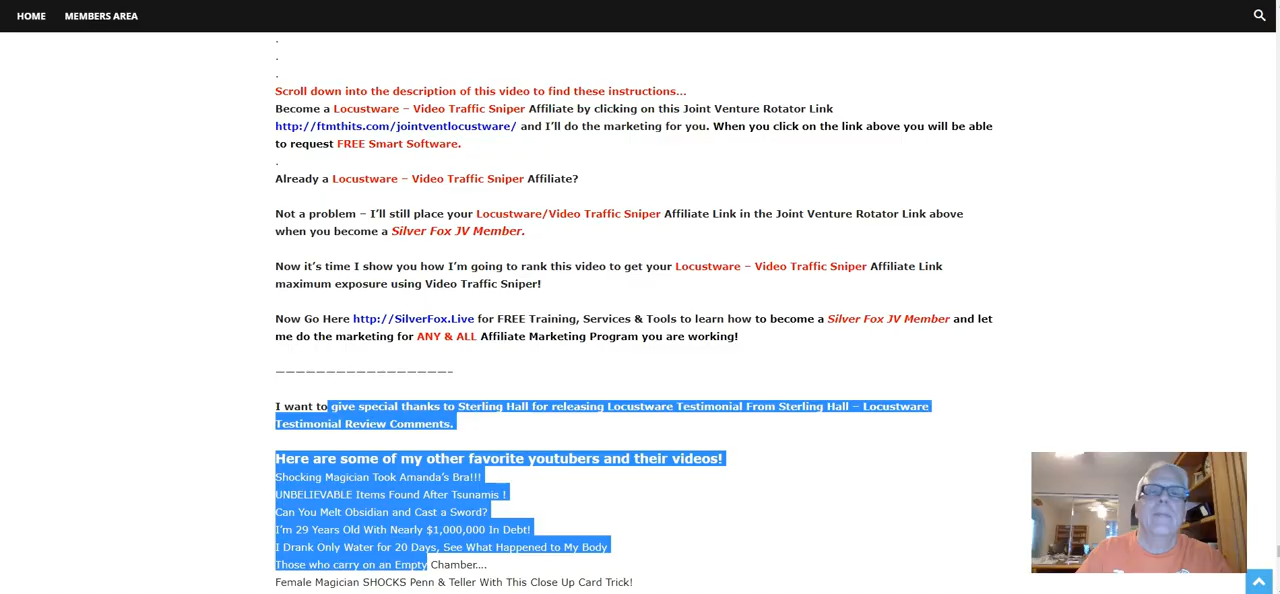 HOME MEMBERS AREA
.
.
.
Scroll down into the description of this video to find these instructions…
Become a Locustware – Video Traffic Sniper Affiliate by clicking on this Joint Venture Rotator Link
http://ftmthits.com/jointventlocustware/ and I’ll do the marketing for you. When you click on the link above you will be able
to request FREE Smart Software.
.
Already a Locustware – Video Traffic Sniper Affiliate?
Not a problem – I’ll still place your Locustware/Video Traffic Sniper Affiliate Link in the Joint Venture Rotator Link above
when you become a Silver Fox JV Member.
Now it’s time I show you how I’m going to rank this video to get your Locustware – Video Traffic Sniper Affiliate Link
maximum exposure using Video Traffic Sniper!
Now Go Here http://SilverFox.Live for FREE Training, Services & Tools to learn how to become a Silver Fox JV Member and let
me do the marketing for ANY & ALL Affiliate Marketing Program you are working!
—————————————————–
I want to give special thanks to Sterling Hall for releasing Locustware Testimonial From Sterling Hall – Locustware
Testimonial Review Comments.
Here are some of my other favorite youtubers and their videos!
Shocking Magician Took Amanda’s Bra!!!
UNBELIEVABLE Items Found After Tsunamis !
Can You Melt Obsidian and Cast a Sword?
I’m 29 Years Old With Nearly $1,000,000 In Debt!
I Drank Only Water for 20 Days, See What Happened to My Body
Those who carry on an Empty Chamber….
Female Magician SHOCKS Penn & Teller With This Close Up Card Trick!